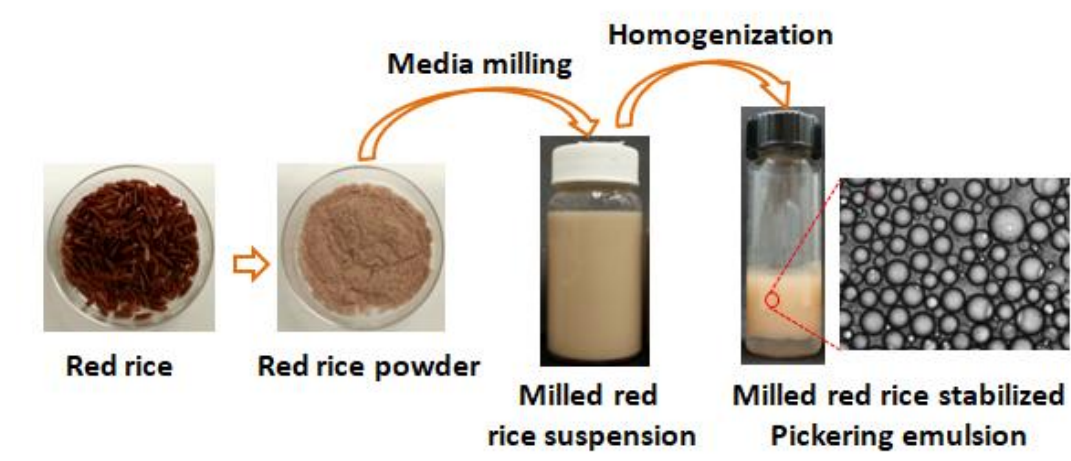 Homogenization
Media milling
Red rice
Red rice powder
Milled red
rice suspension
Milled red rice stabilized
Pickering emulsion